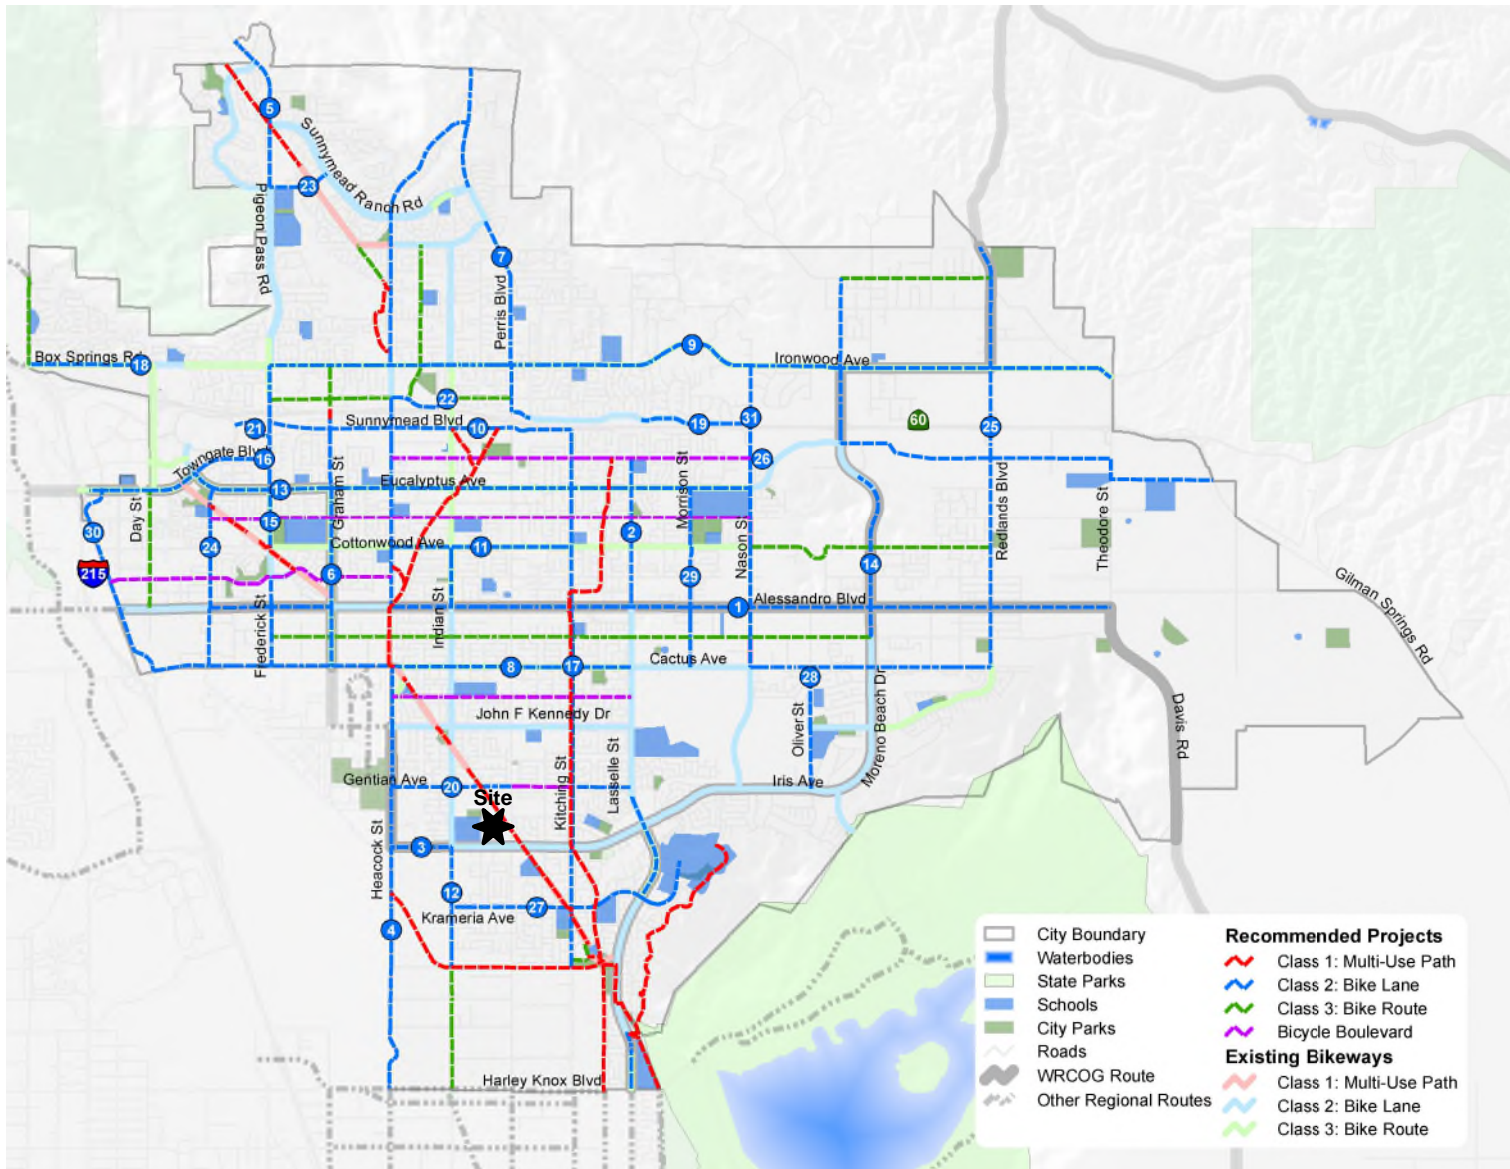 5
Sunnymead Ranch Rd
23
Pigeon Pass Rd
7
Perris Blvd
9
Box Springs Rd
18
Ironwood Ave
22
31
60
25
21
Sunnymead Blvd
10
19
Towngate Blvd
16
26
Graham St
Eucalyptus Ave
Morrison St
Redlands Blvd
Theodore St
13
Day St
15
30
24
Cottonwood Ave
11
2
Nason St
14
215
6
29
Gilman Springs Rd
Frederick St
Indian St
1
Alessandro Blvd
8
17
Cactus Ave
28
John F Kennedy Dr
Oliver St
Moreno Beach Dr
Davis Rd
Gentian Ave
20
Kitching St
Lasselle St
Iris Ave
Site
Heacock St
3
12
27
Krameria Ave
4
Harley Knox Blvd
City Boundary
Waterbodies
State Parks
Schools
City Parks
Roads
WRCOG Route
Other Regional Routes
Recommended Projects
Class 1: Multi-Use Path
Class 2: Bike Lane
Class 3: Bike Route
Bicycle Boulevard
Existing Bikeways
Class 1: Multi-Use Path
Class 2: Bike Lane
Class 3: Bike Route